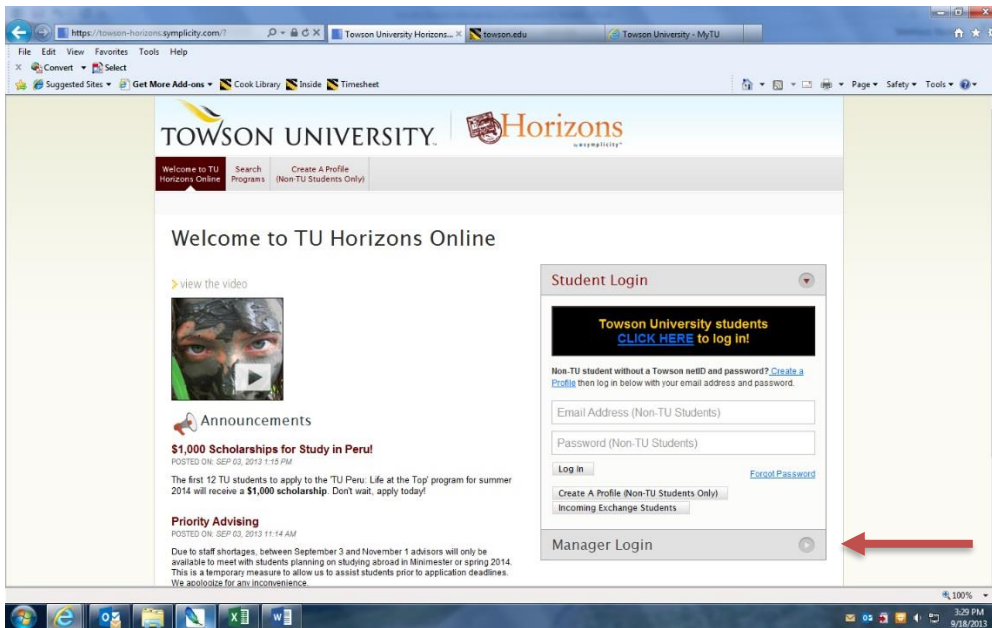 https://towson-horizons.symplicity.com/?
Towson University Horizons...
towson.edu
Towson University - MyTU
File Edit View Favorites Tools Help
Convert Select
Suggested Sites Get More Add-ons Cook Library Inside Timesheet
Page Safety Tools
TOWSON UNIVERSITY
Horizons
by symplicity
Welcome to TU Horizons Online
Search Programs
Create A Profile (Non-TU Students Only)
Welcome to TU Horizons Online
view the video
Announcements
$1,000 Scholarships for Study in Peru!
POSTED ON: SEP 03, 2013 1:15 PM
The first 12 TU students to apply to the 'TU Peru: Life at the Top' program for summer
2014 will receive a $1,000 scholarship. Don't wait, apply today!
Priority Advising
POSTED ON: SEP 03, 2013 11:14 AM
Due to staff shortages, between September 3 and November 1 advisors will only be
available to meet with students planning on studying abroad in Minimester or spring 2014.
This is a temporary measure to allow us to assist students prior to application deadlines.
We apologize for any inconvenience.
Student Login
Towson University students
CLICK HERE to log in!
Non-TU student without a Towson netID and password? Create a
Profile then log in below with your email address and password.
Email Address (Non-TU Students)
Password (Non-TU Students)
Log In
Forgot Password
Create A Profile (Non-TU Students Only)
Incoming Exchange Students
Manager Login
100%
3:29 PM
9/18/2013